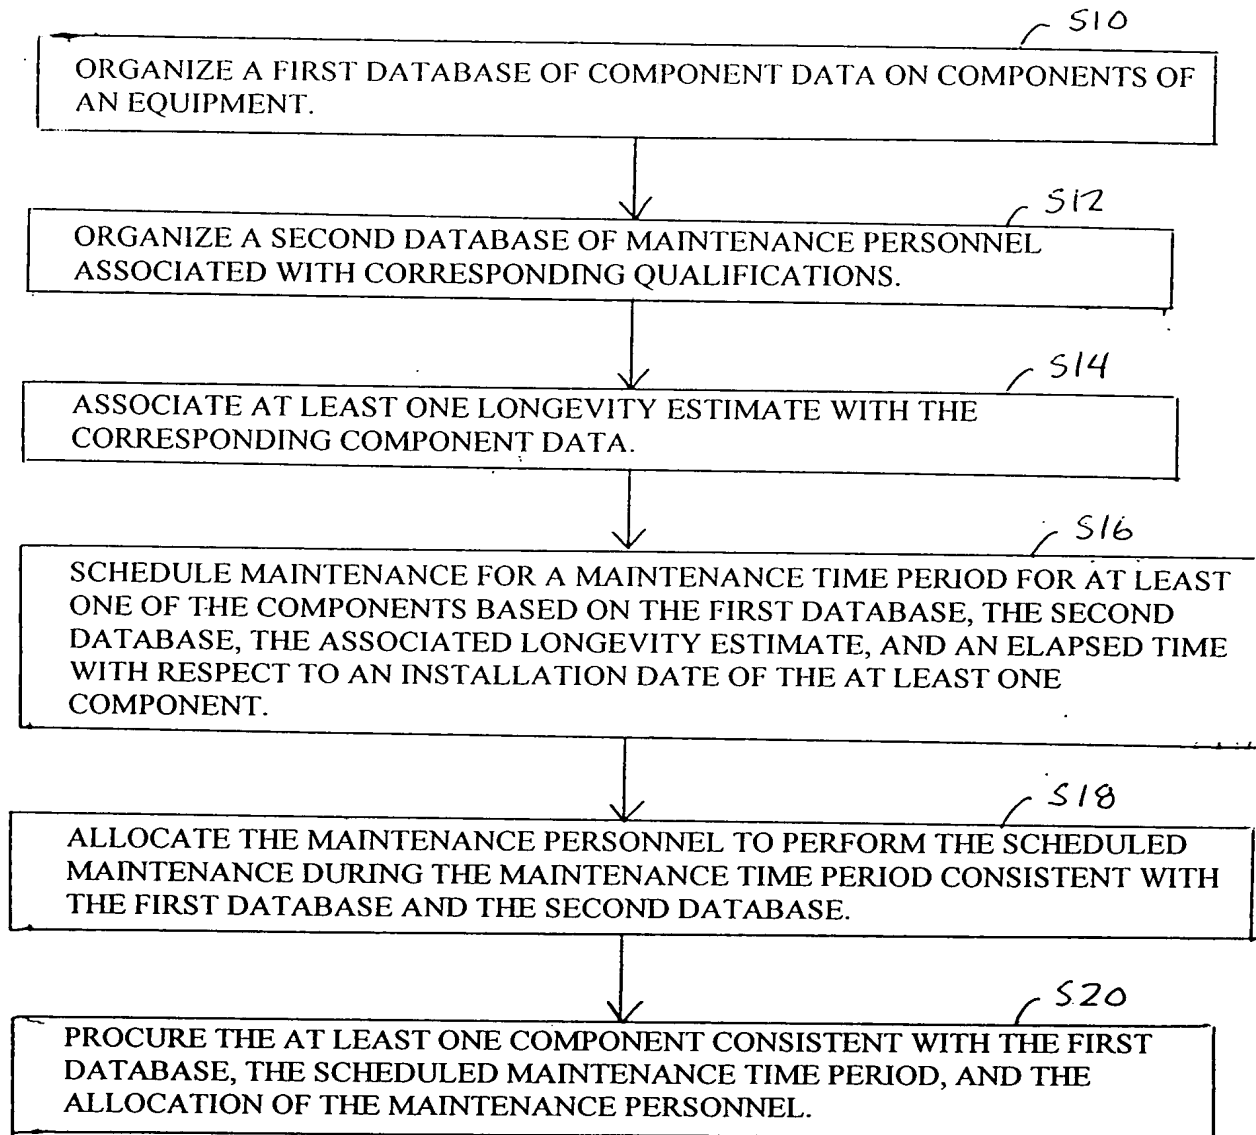 S10
ORGANIZE A FIRST DATABASE OF COMPONENT DATA ON COMPONENTS OF
AN EQUIPMENT.
S12
ORGANIZE A SECOND DATABASE OF MAINTENANCE PERSONNEL
ASSOCIATED WITH CORRESPONDING QUALIFICATIONS.
S14
ASSOCIATE AT LEAST ONE LONGEVITY ESTIMATE WITH THE
CORRESPONDING COMPONENT DATA.
S16
SCHEDULE MAINTENANCE FOR A MAINTENANCE TIME PERIOD FOR AT LEAST
ONE OF THE COMPONENTS BASED ON THE FIRST DATABASE, THE SECOND
DATABASE, THE ASSOCIATED LONGEVITY ESTIMATE, AND AN ELAPSED TIME
WITH RESPECT TO AN INSTALLATION DATE OF THE AT LEAST ONE
COMPONENT.
S18
ALLOCATE THE MAINTENANCE PERSONNEL TO PERFORM THE SCHEDULED
MAINTENANCE DURING THE MAINTENANCE TIME PERIOD CONSISTENT WITH
THE FIRST DATABASE AND THE SECOND DATABASE.
S20
PROCURE THE AT LEAST ONE COMPONENT CONSISTENT WITH THE FIRST
DATABASE, THE SCHEDULED MAINTENANCE TIME PERIOD, AND THE
ALLOCATION OF THE MAINTENANCE PERSONNEL.